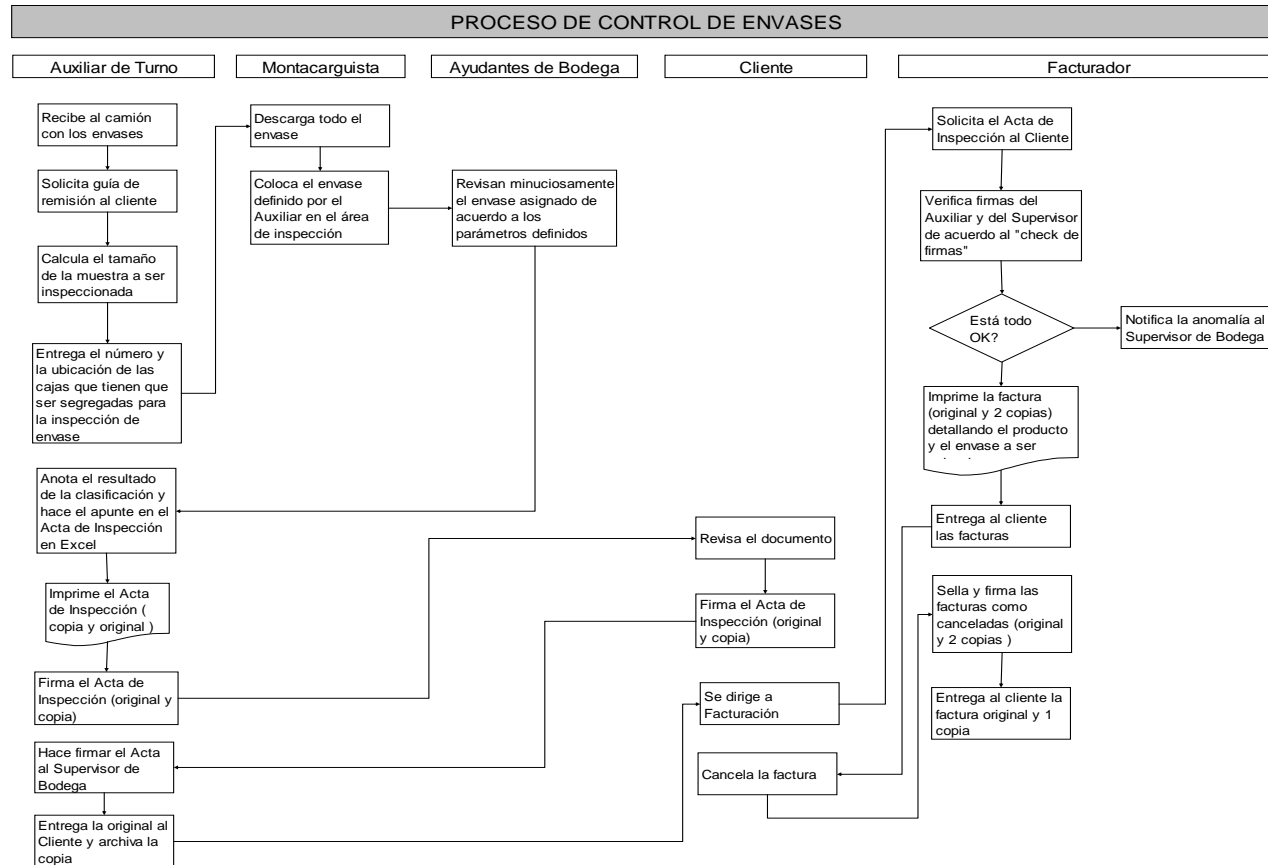 PROCESO DE CONTROL DE ENVASES
Auxiliar de Turno
Montacarguista
Ayudantes de Bodega
Cliente
Facturador
Recibe al camión
con los envases
Solicita guía de
remisión al cliente
Calcula el tamaño
de la muestra a ser
inspeccionada
Entrega el número y
la ubicación de las
cajas que tienen que
ser segregadas para
la inspección de
envase
Descarga todo el
envase
Coloca el envase
definido por el
Auxiliar en el área
de inspección
Revisan minuciosamente
el envase asignado de
acuerdo a los
parámetros definidos
Anota el resultado
de la clasificación y
hace el apunte en el
Acta de Inspección
en Excel
Imprime el Acta
de Inspección (
copia y original )
Firma el Acta de
Inspección (original y
copia)
Revisa el documento
Firma el Acta de
Inspección (original
y copia)
Hace firmar el Acta
al Supervisor de
Bodega
Entrega la original al
Cliente y archiva la
copia
Se dirige a
Facturación
Solicita el Acta de
Inspección al Cliente
Verifica firmas del
Auxiliar y del Supervisor
de acuerdo al "check de
firmas"
Está todo
OK?
Notifica la anomalía al
Supervisor de Bodega
Imprime la factura
(original y 2 copias)
detallando el producto
y el envase a ser
Entrega al cliente
las facturas
Cancela la factura
Sella y firma las
facturas como
canceladas (original
y 2 copias )
Entrega al cliente la
factura original y 1
copia